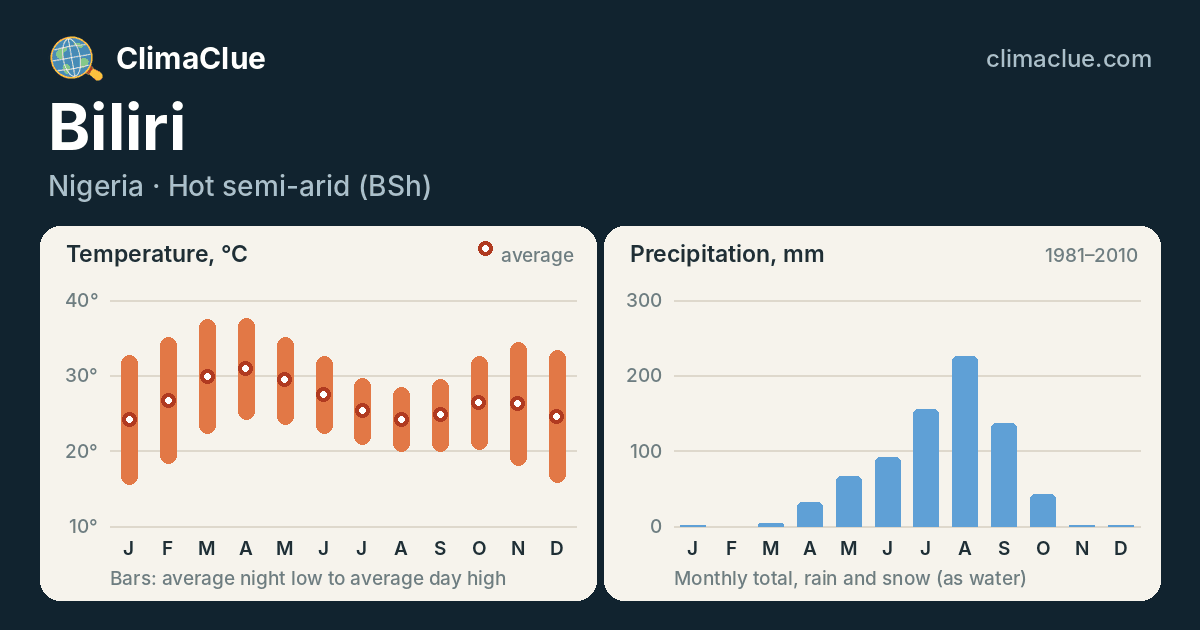 ClimaClue
climaclue.com
Biliri
Nigeria · Hot semi-arid (BSh)
Temperature, °C
average
40°
30°
20°
10°
J F M A M J J A S O N D
Bars: average night low to average day high
Precipitation, mm
1981–2010
300
200
100
0
J F M A M J J A S O N D
Monthly total, rain and snow (as water)